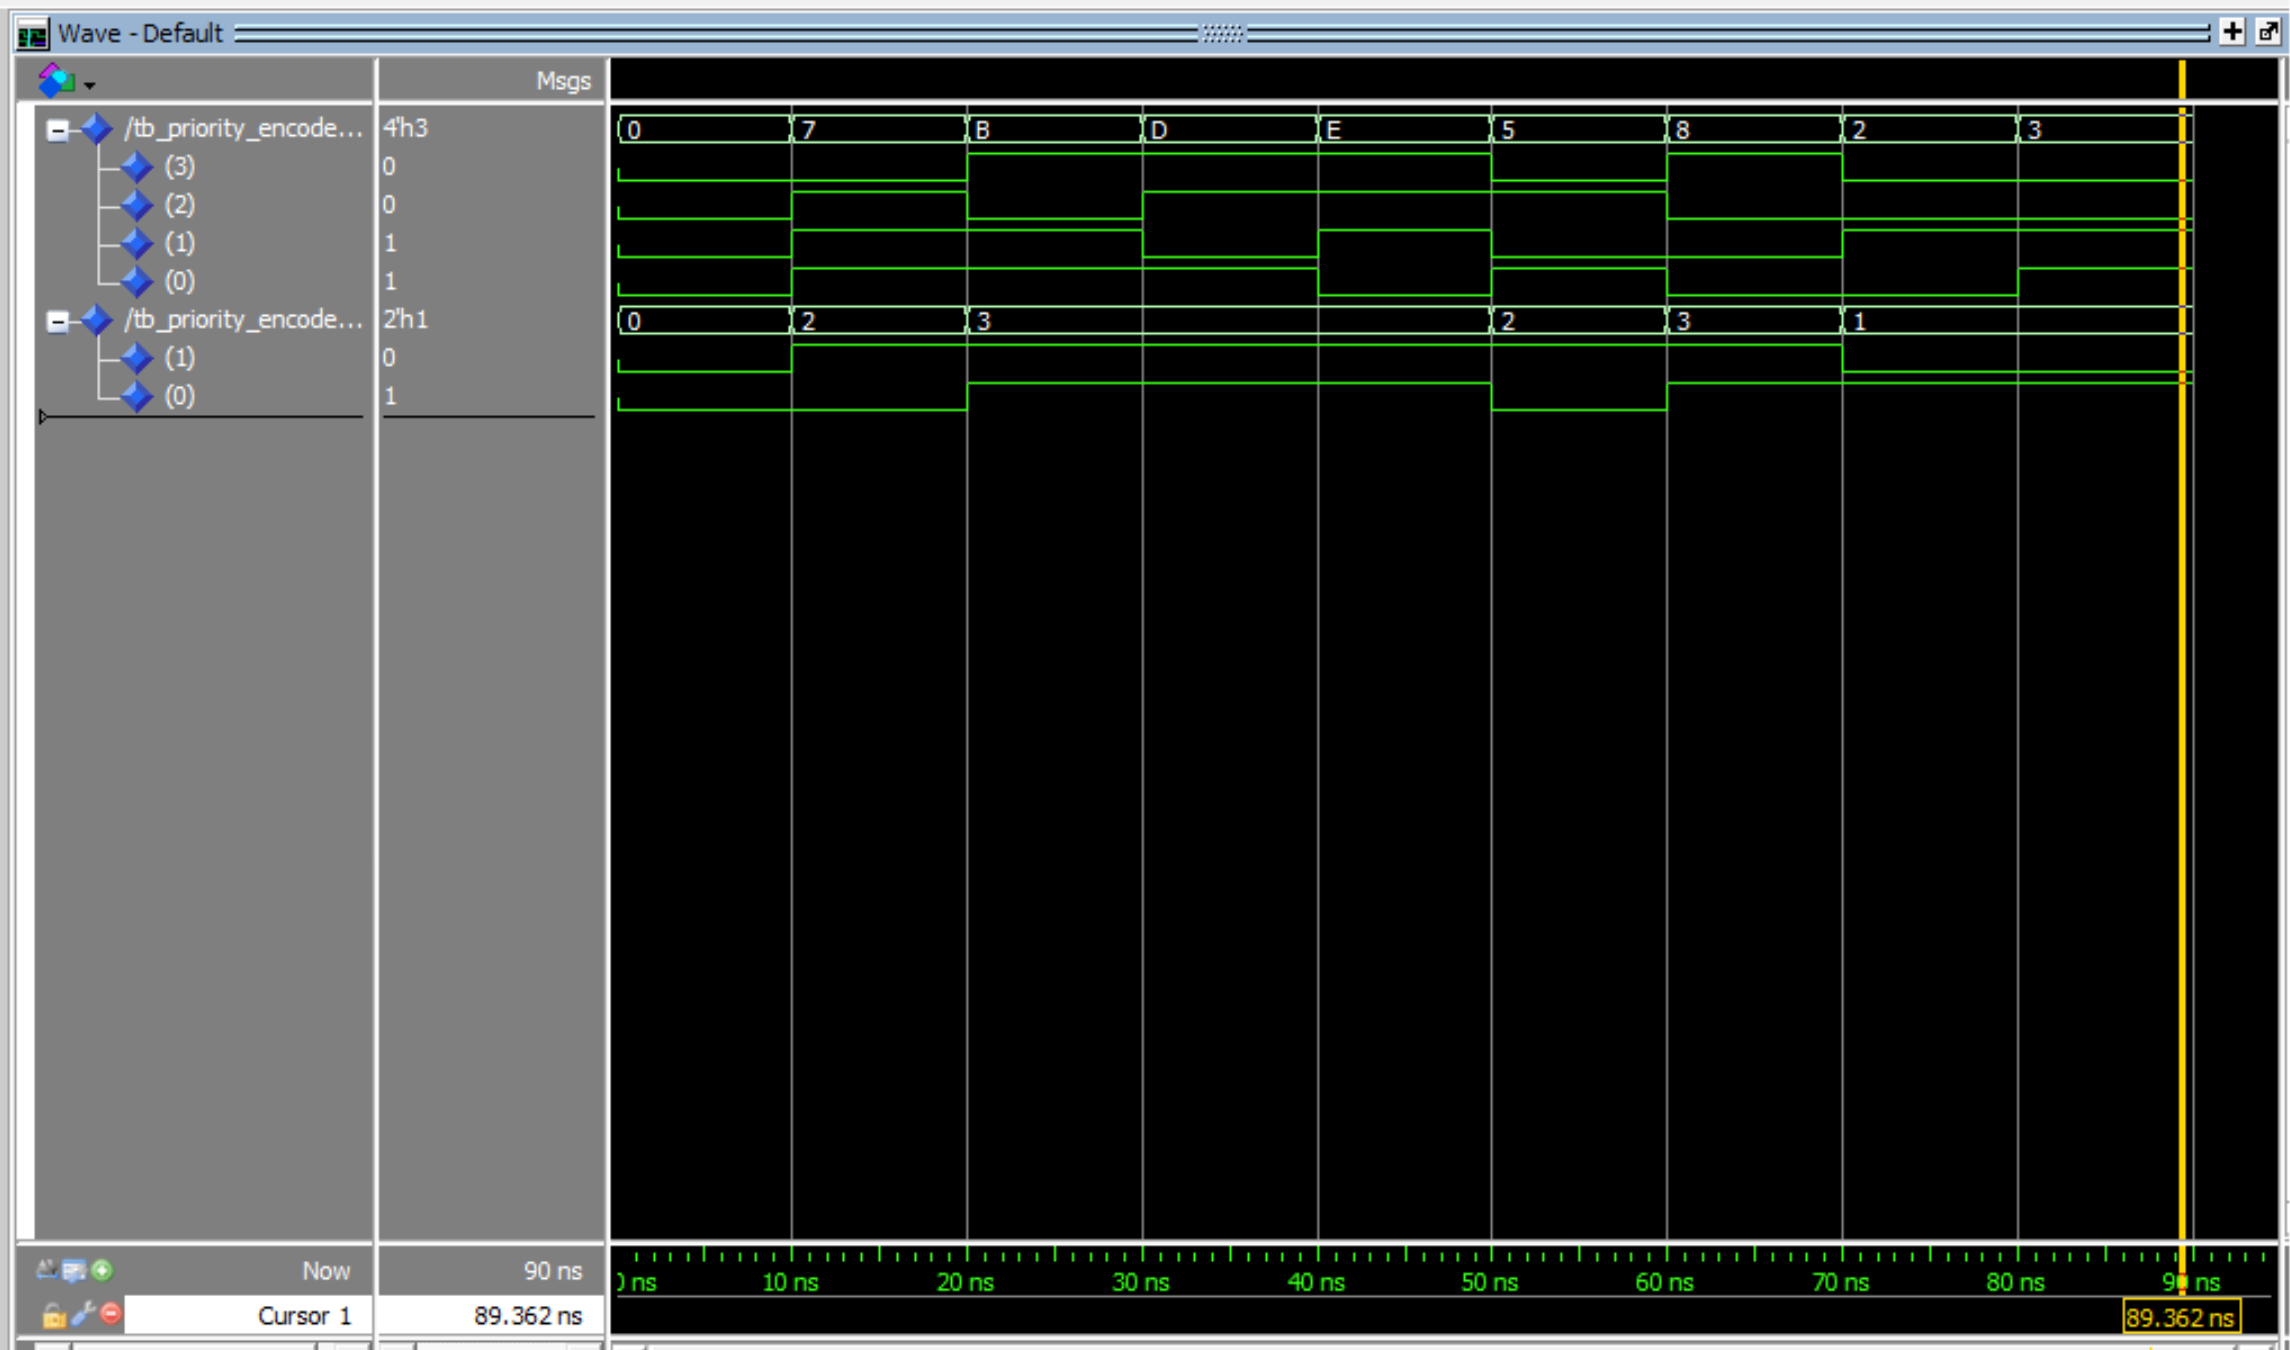 Wave - Default
Msgs
/tb_priority_encode... 4'h3 0 7 B D E 5 8 2 3
(3) 0
(2) 0
(1) 1
(0) 1
/tb_priority_encode... 2'h1 0 2 3 2 3 1
(1) 0
(0) 1
Now 90 ns 0 ns 10 ns 20 ns 30 ns 40 ns 50 ns 60 ns 70 ns 80 ns 90 ns
Cursor 1 89.362 ns 89.362 ns